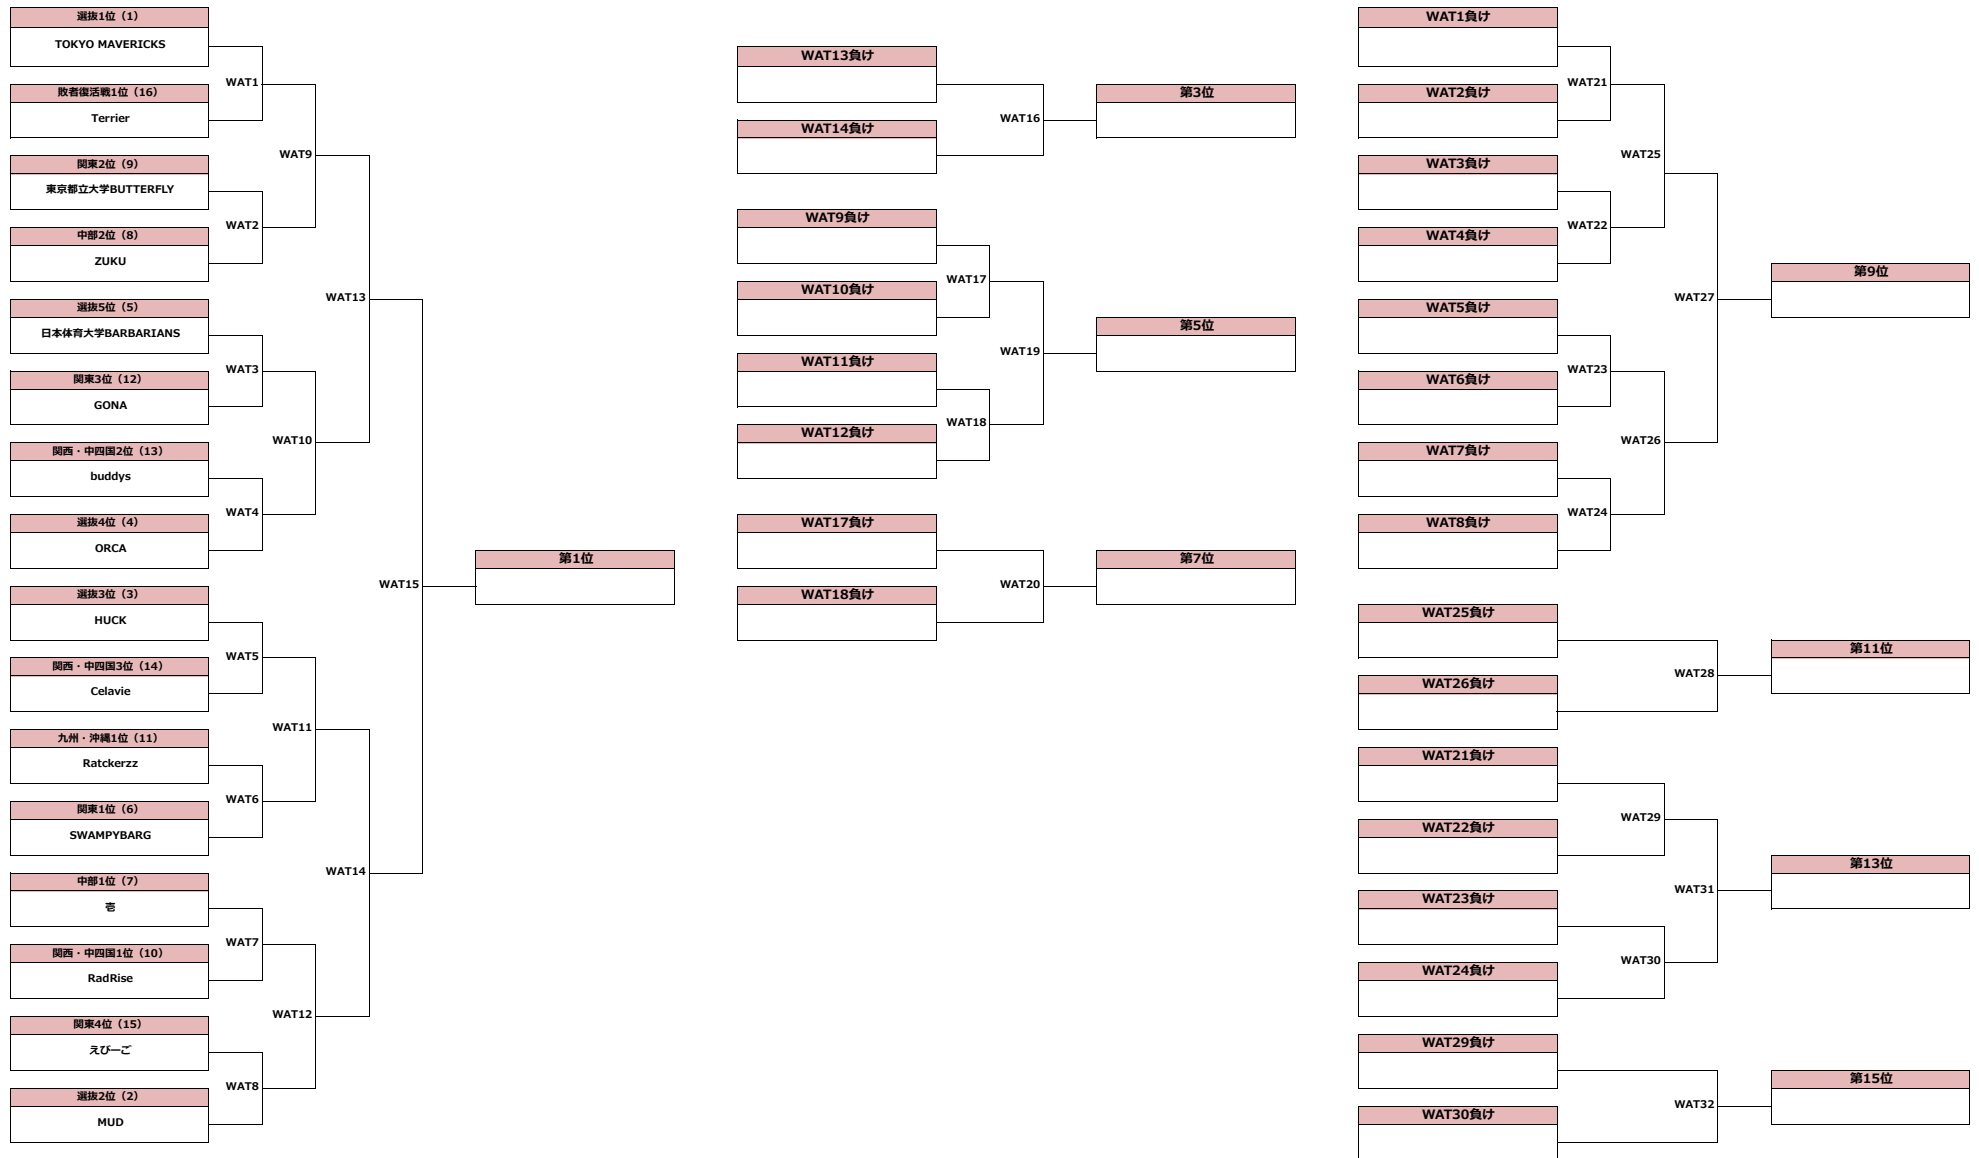 選抜1位（1）
TOKYO MAVERICKS
WAT1
敗者復活戦1位（16）
Terrier
WAT9
関東2位（9）
東京都立大学BUTTERFLY
WAT2
中部2位（8）
ZUKU
WAT13
選抜5位（5）
日本体育大学BARBARIANS
WAT3
関東3位（12）
GONA
WAT10
関西・中四国2位（13）
buddys
WAT4
選抜4位（4）
ORCA
WAT15
第1位
選抜3位（3）
HUCK
WAT5
関西・中四国3位（14）
Celavie
WAT11
九州・沖縄1位（11）
Ratckerzz
WAT6
関東1位（6）
SWAMPYBARG
WAT14
中部1位（7）
壱
WAT7
関西・中四国1位（10）
RadRise
WAT12
関東4位（15）
えびーご
WAT8
選抜2位（2）
MUD
WAT13負け
WAT16
第3位
WAT14負け
WAT9負け
WAT17
WAT10負け
WAT19
第5位
WAT11負け
WAT18
WAT12負け
WAT17負け
WAT20
第7位
WAT18負け
WAT1負け
WAT21
WAT2負け
WAT25
WAT3負け
WAT22
WAT4負け
WAT27
第9位
WAT5負け
WAT23
WAT6負け
WAT26
WAT7負け
WAT24
WAT8負け
WAT25負け
WAT28
第11位
WAT26負け
WAT21負け
WAT29
WAT22負け
WAT31
第13位
WAT23負け
WAT30
WAT24負け
WAT29負け
WAT32
第15位
WAT30負け